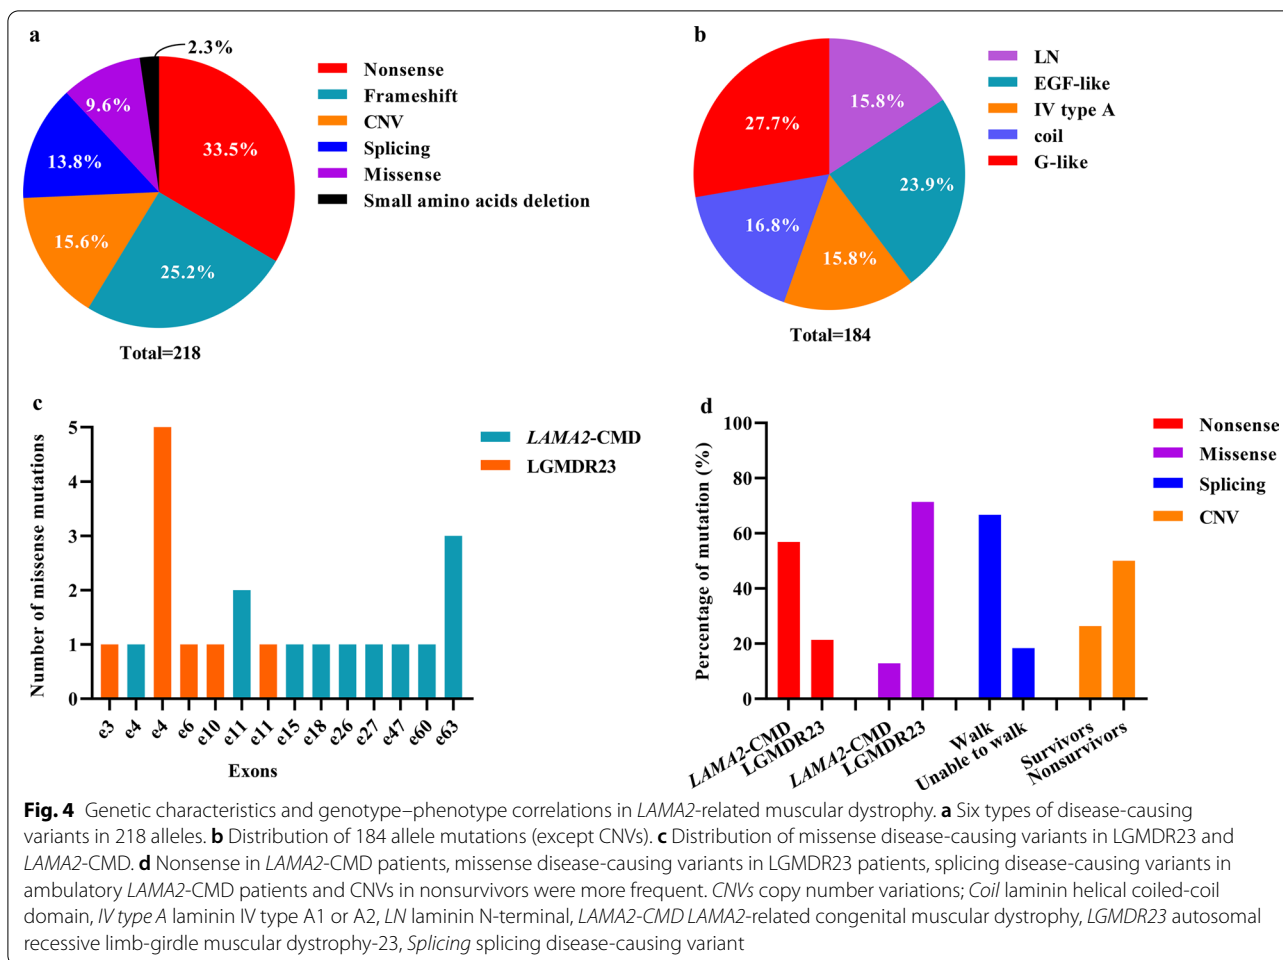 a
2.3%
9.6%
33.5%
13.8%
15.6%
25.2%
Total=218
Nonsense
Frameshift
CNV
Splicing
Missense
Small amino acids deletion
b
15.8%
27.7%
23.9%
16.8%
15.8%
Total=184
LN
EGF-like
IV type A
coil
G-like
c
Number of missense mutations
5
4
3
2
1
0
e3
e4
e4
e6
e10
e11
e11
e15
e18
e26
e27
e47
e60
e63
Exons
LAMA2-CMD
LGMDR23
d
Percentage of mutation (%)
100
80
60
40
20
0
LAMA2-CMD
LGMDR23
LAMA2-CMD
LGMDR23
Walk
Unable to walk
Survivors
Nonsurvivors
Nonsense
Missense
Splicing
CNV
Fig. 4 Genetic characteristics and genotype–phenotype correlations in LAMA2-related muscular dystrophy. a Six types of disease-causing
variants in 218 alleles. b Distribution of 184 allele mutations (except CNVs). c Distribution of missense disease-causing variants in LGMDR23 and
LAMA2-CMD. d Nonsense in LAMA2-CMD patients, missense disease-causing variants in LGMDR23 patients, splicing disease-causing variants in
ambulatory LAMA2-CMD patients and CNVs in nonsurvivors were more frequent. CNVs copy number variations; Coil laminin helical coiled-coil
domain, IV type A laminin IV type A1 or A2, LN laminin N-terminal, LAMA2-CMD LAMA2-related congenital muscular dystrophy, LGMDR23 autosomal
recessive limb-girdle muscular dystrophy-23, Splicing splicing disease-causing variant